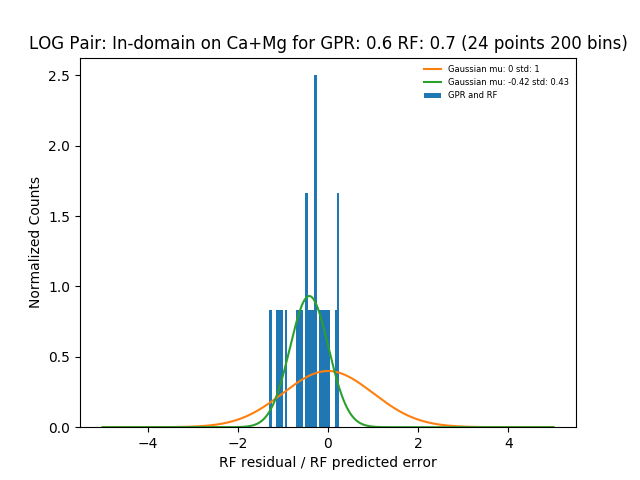 LOG Pair: In-domain on Ca+Mg for GPR: 0.6 RF: 0.7 (24 points 200 bins)
Gaussian mu: 0 std: 1
Gaussian mu: -0.42 std: 0.43
GPR and RF
Normalized Counts
2.5
2.0
1.5
1.0
0.5
0.0
−4 −2 0 2 4
RF residual / RF predicted error